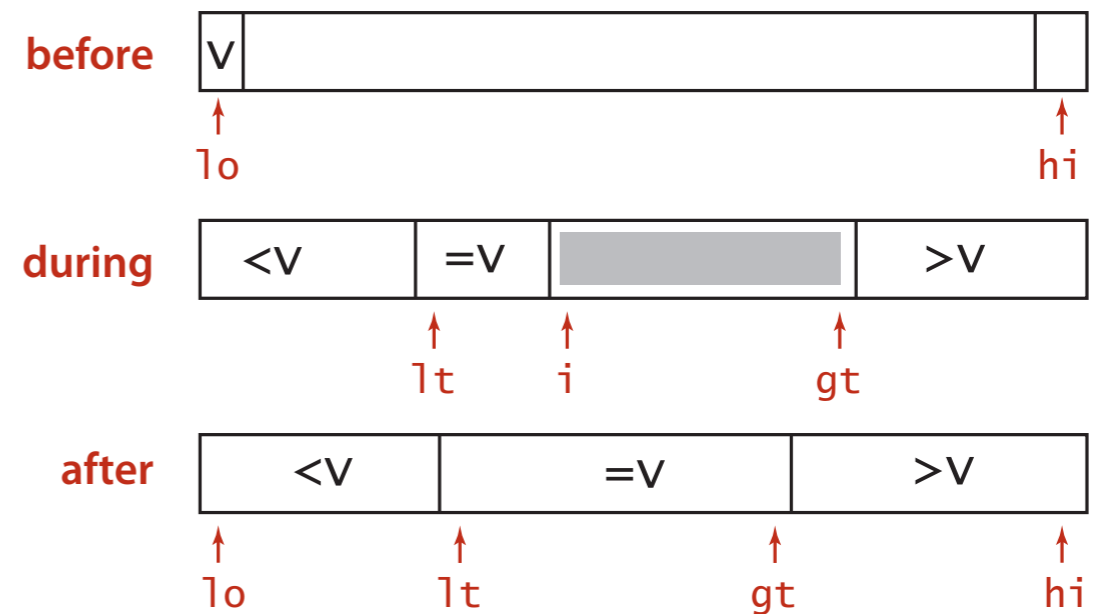 before V
lo hi
during <V =V >V
lt i gt
after <V =V >V
lo lt gt hi